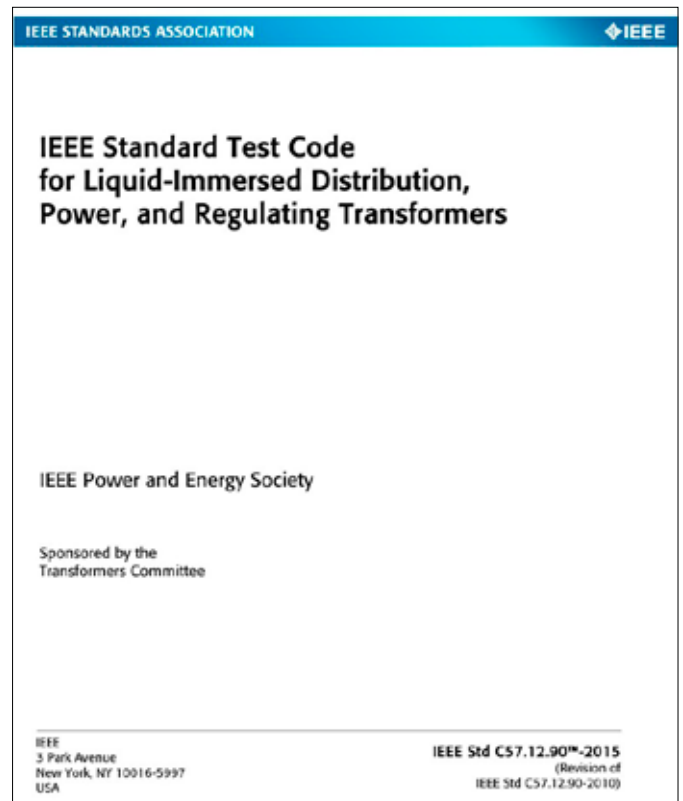 IEEE STANDARDS ASSOCIATION
IEEE
IEEE Standard Test Code
for Liquid-Immersed Distribution,
Power, and Regulating Transformers
IEEE Power and Energy Society
Sponsored by the
Transformers Committee
IEEE
3 Park Avenue
New York, NY 10016-5997
USA
IEEE Std C57.12.90™-2015
(Revision of
IEEE Std C57.12.90-2010)